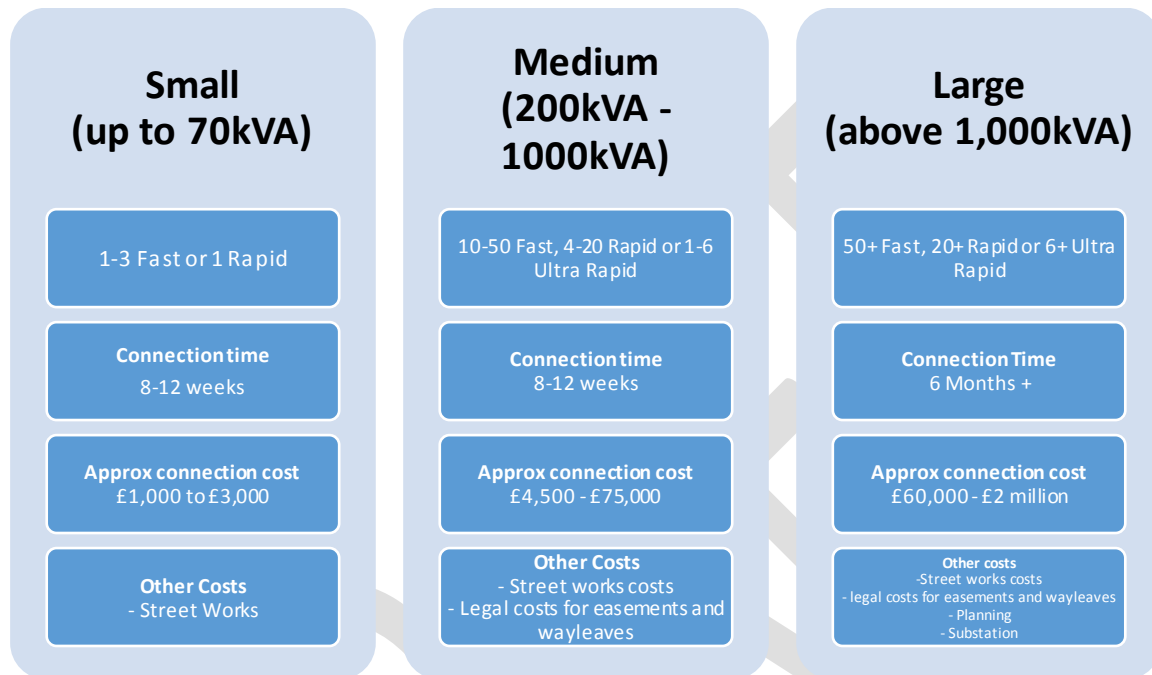 Small
(up to 70kVA)
1-3 Fast or 1 Rapid
Connection time
8-12 weeks
Approx connection cost
£1,000 to £3,000
Other Costs
- Street Works
Medium
(200kVA -
1000kVA)
10-50 Fast, 4-20 Rapid or 1-6
Ultra Rapid
Connection time
8-12 weeks
Approx connection cost
£4,500 - £75,000
Other Costs
- Street works costs
- Legal costs for easements and
wayleaves
Large
(above 1,000kVA)
50+ Fast, 20+ Rapid or 6+ Ultra
Rapid
Connection Time
6 Months +
Approx connection cost
£60,000 - £2 million
Other costs
-Street works costs
- legal costs for easements and wayleaves
- Planning
- Substation